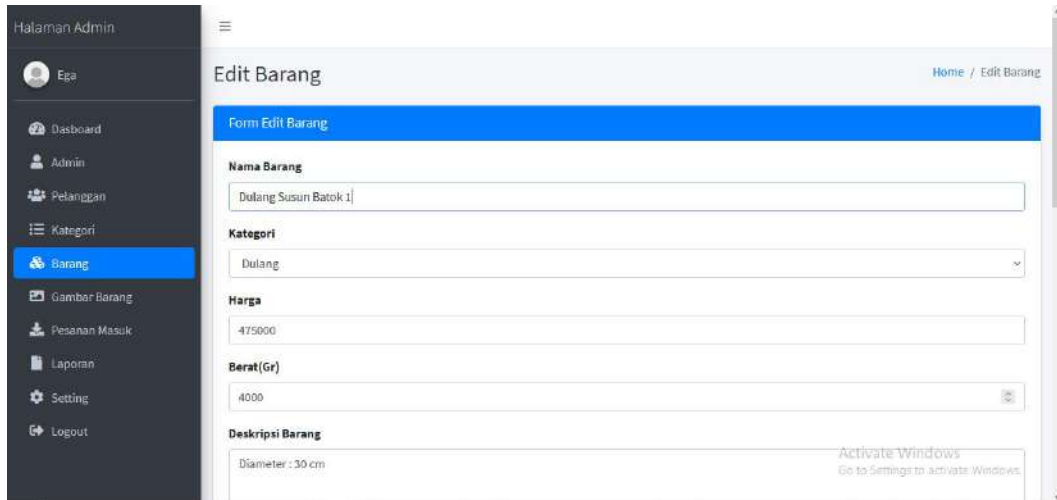 Halaman Admin
Ega
Dasboard
Admin
Pelanggan
Kategori
Barang
Gambar Barang
Pesanan Masuk
Laporan
Setting
Logout
Edit Barang
Home / Edit Barang
Form Edit Barang
Nama Barang
Dulang Susun Batok 1
Kategori
Dulang
Harga
475000
Berat(Gr)
4000
Deskripsi Barang
Diameter : 30 cm
Activate Windows
Go to Settings to activate Windows.